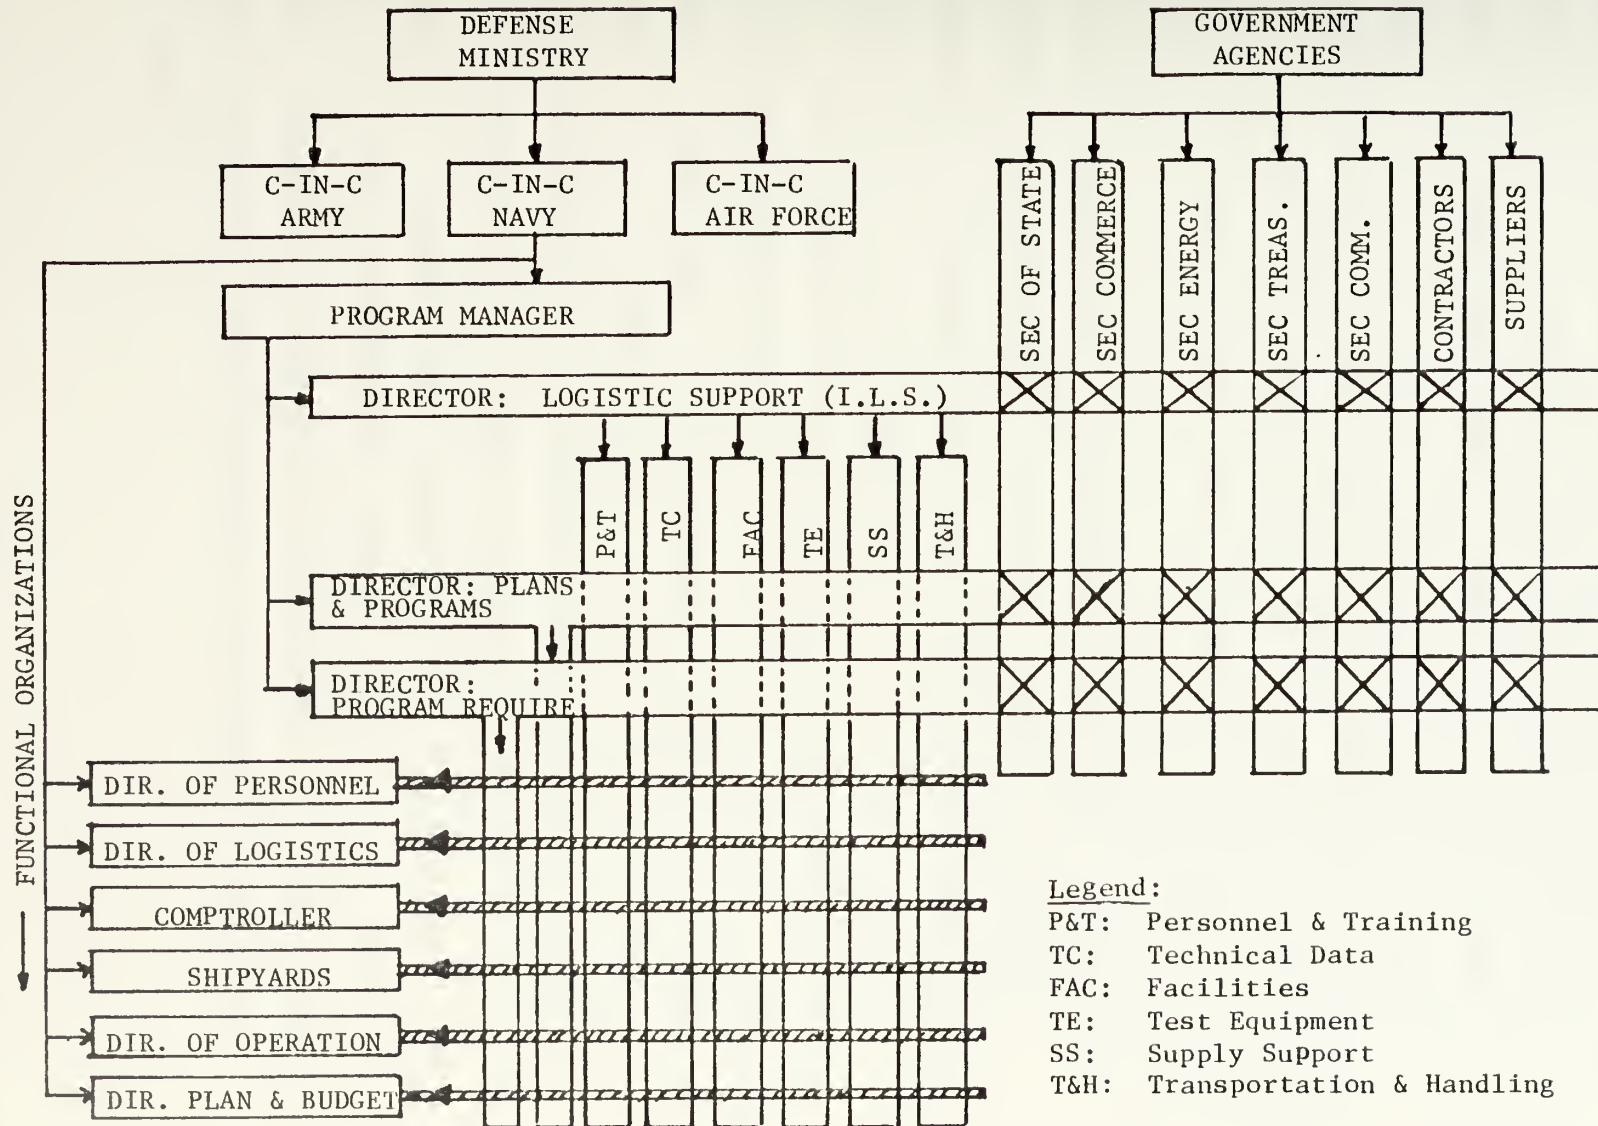 DEFENSE
MINISTRY
GOVERNMENT
AGENCIES
C-IN-C
ARMY
C-IN-C
NAVY
C-IN-C
AIR FORCE
SEC OF STATE
SEC COMMERCE
SEC ENERGY
SEC TREAS.
SEC COMM.
CONTRACTORS
SUPPLIERS
PROGRAM MANAGER
DIRECTOR: LOGISTIC SUPPORT (I.L.S.)
P&T
TC
FAC
TE
SS
T&H
DIRECTOR: PLANS
& PROGRAMS
DIRECTOR:
PROGRAM REQUIRE
FUNCTIONAL ORGANIZATIONS
DIR. OF PERSONNEL
DIR. OF LOGISTICS
COMPTROLLER
SHIPYARDS
DIR. OF OPERATION
DIR. PLAN & BUDGET
Legend:
P&T: Personnel & Training
TC: Technical Data
FAC: Facilities
TE: Test Equipment
SS: Supply Support
T&H: Transportation & Handling